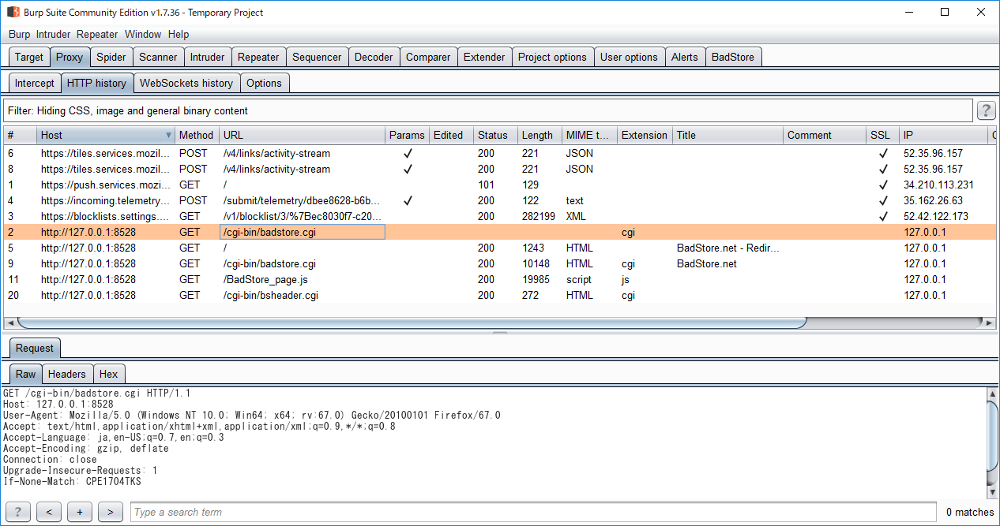 Burp Suite Community Edition v1.7.36 - Temporary Project
Burp Intruder Repeater Window Help
Target Proxy Spider Scanner Intruder Repeater Sequencer Decoder Comparer Extender Project options User options Alerts BadStore
Intercept HTTP history WebSockets history Options
Filter: Hiding CSS, image and general binary content ?
# Host Method URL Params Edited Status Length MIME t... Extension Title Comment SSL IP
6 https://tiles.services.mozil... POST /v4/links/activity-stream ✓ 200 221 JSON ✓ 52.35.96.157
8 https://tiles.services.mozil... POST /v4/links/activity-stream ✓ 200 221 JSON ✓ 52.35.96.157
1 https://push.services.mozi... GET / 101 129 ✓ 34.210.113.231
4 https://incoming.telemetry... POST /submit/telemetry/dbee8628-b6b... ✓ 200 122 text ✓ 35.162.26.63
3 https://blocklists.settings.... GET /v1/blocklist/3/%7Bec8030f7-c20... 200 282199 XML ✓ 52.42.122.173
2 http://127.0.0.1:8528 GET /cgi-bin/badstore.cgi cgi 127.0.0.1
5 http://127.0.0.1:8528 GET / 200 1243 HTML BadStore.net - Redir... 127.0.0.1
9 http://127.0.0.1:8528 GET /cgi-bin/badstore.cgi 200 10148 HTML cgi BadStore.net 127.0.0.1
11 http://127.0.0.1:8528 GET /BadStore_page.js 200 19985 script js 127.0.0.1
20 http://127.0.0.1:8528 GET /cgi-bin/bsheader.cgi 200 272 HTML cgi 127.0.0.1
Request
Raw Headers Hex
GET /cgi-bin/badstore.cgi HTTP/1.1
Host: 127.0.0.1:8528
User-Agent: Mozilla/5.0 (Windows NT 10.0; Win64; x64; rv:67.0) Gecko/20100101 Firefox/67.0
Accept: text/html,application/xhtml+xml,application/xml;q=0.9,*/*;q=0.8
Accept-Language: ja,en-US;q=0.7,en;q=0.3
Accept-Encoding: gzip, deflate
Connection: close
Upgrade-Insecure-Requests: 1
If-None-Match: CPE1704TKS
? < + > Type a search term 0 matches